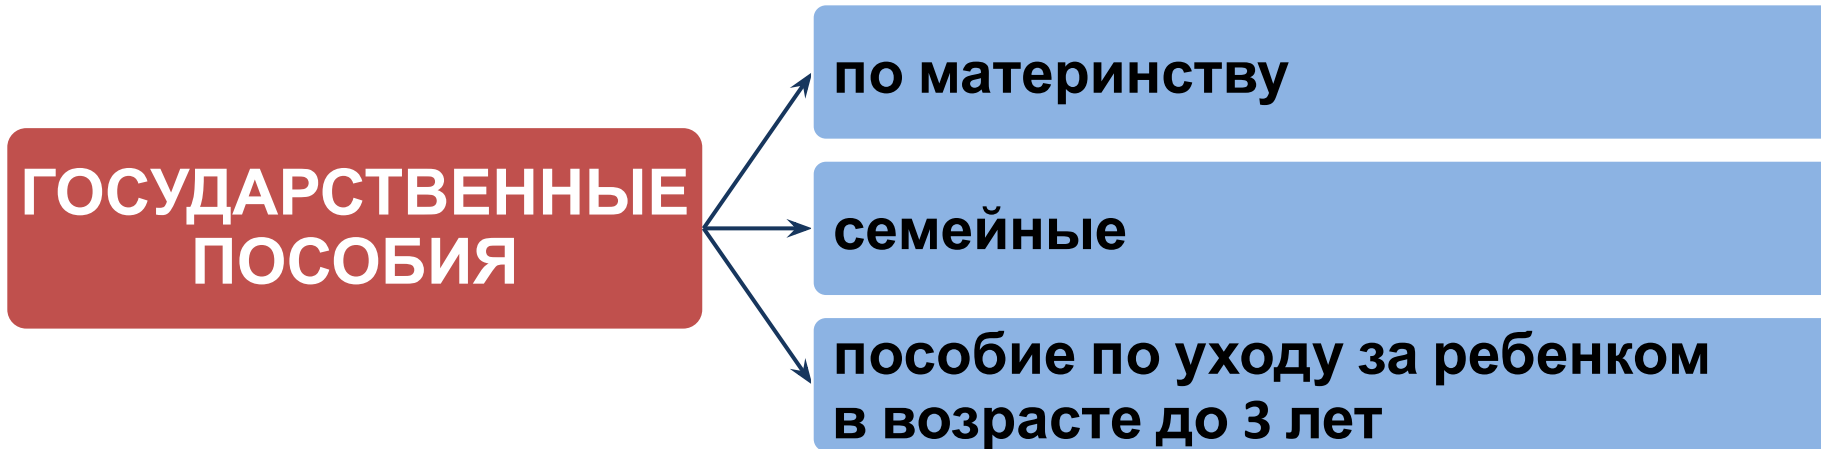 ГОСУДАРСТВЕННЫЕ
ПОСОБИЯ
по материнству
семейные
пособие по уходу за ребенком
в возрасте до 3 лет